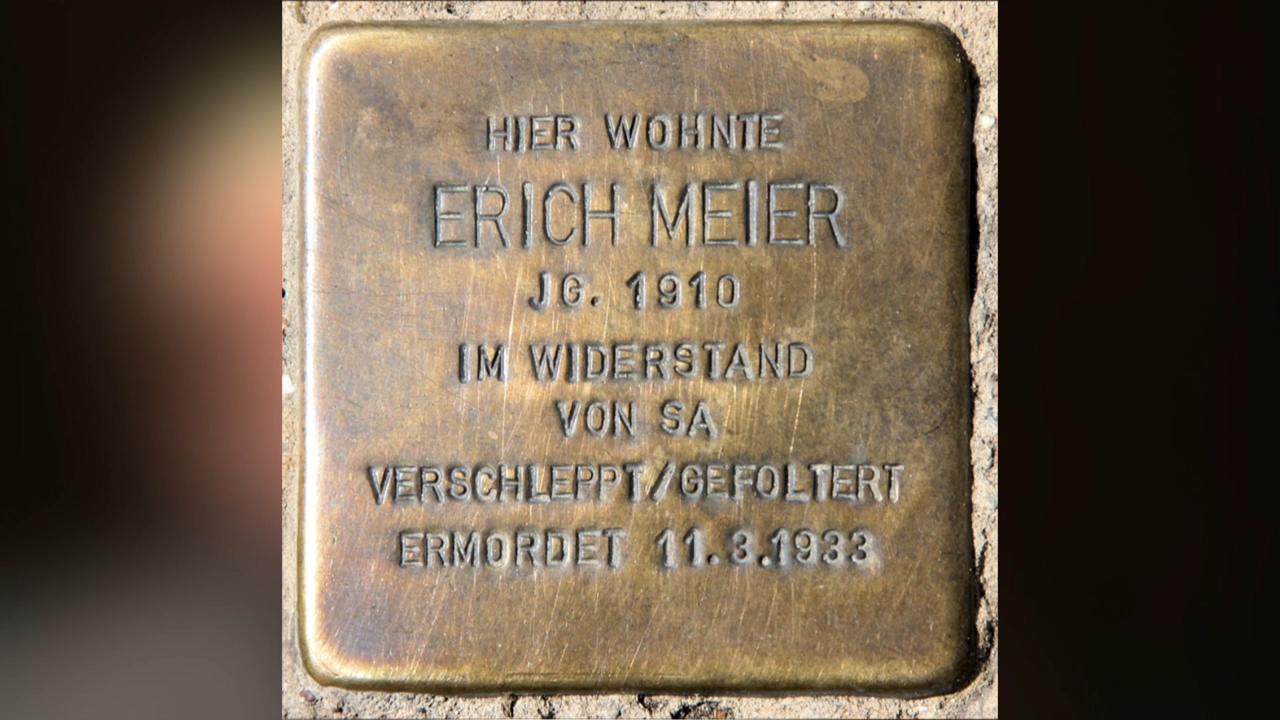 HIER WOHNTE
ERICH MEIER
JG. 1910
IM WIDERSTAND
VON SA
VERSCHLEPPT/GEFOLTERT
ERMORDET 11.3.1933